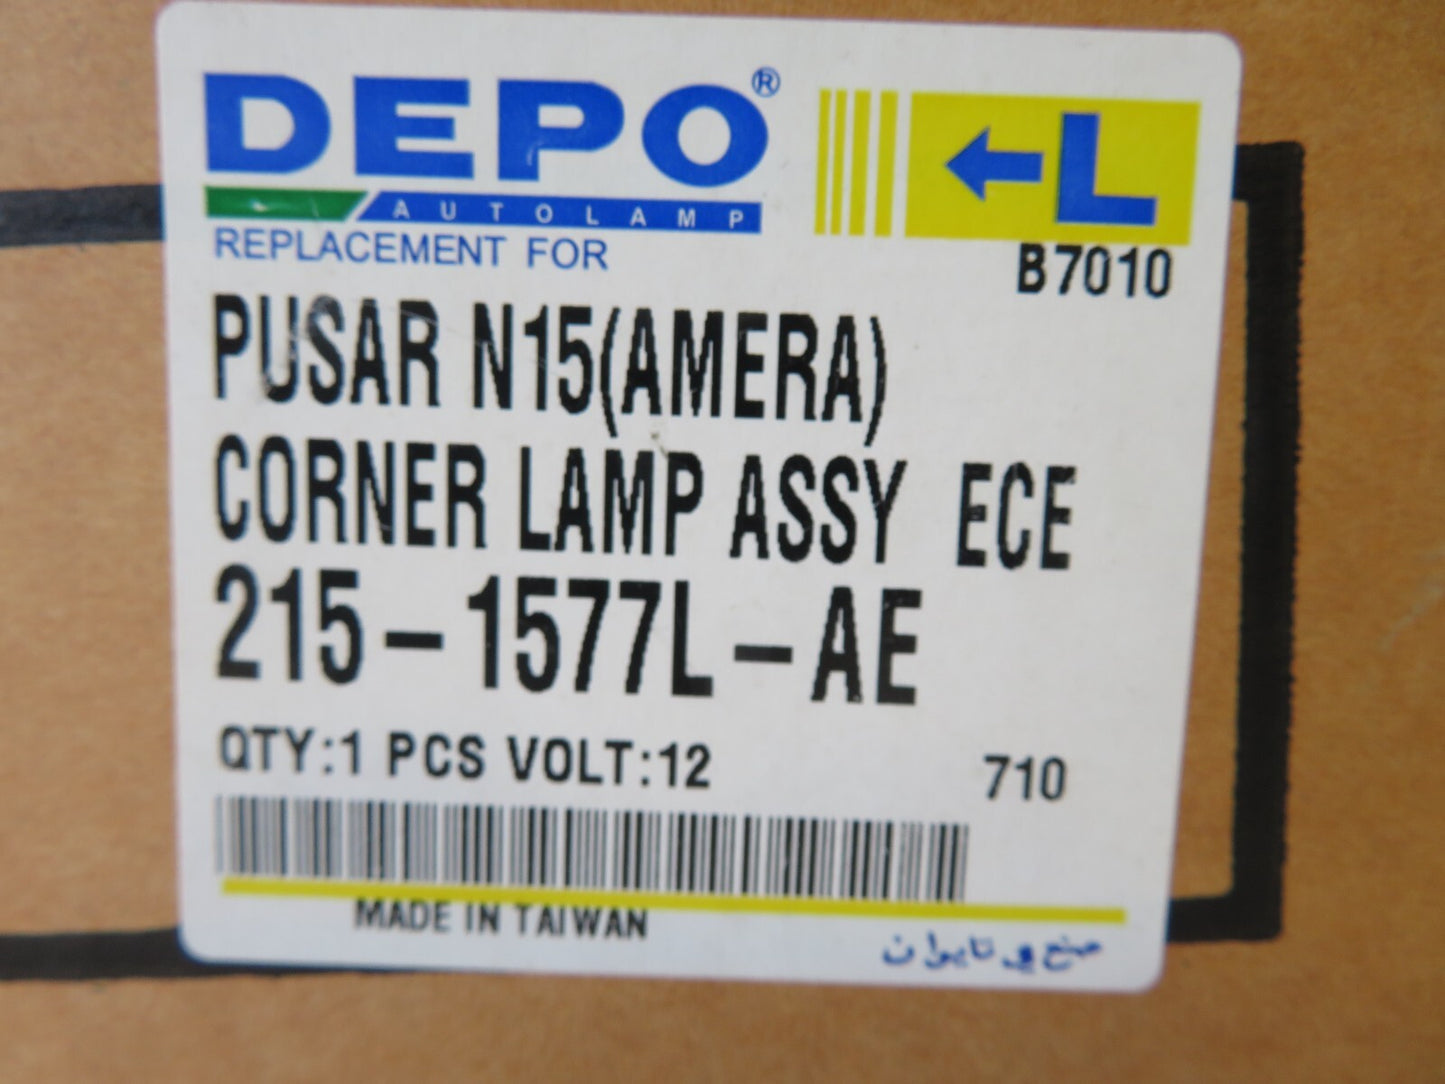 DEPO®
AUTOLAMP
←L
REPLACEMENT FOR
B7010
PUSAR N15(AMERA)
CORNER LAMP ASSY ECE
215-1577L-AE
QTY:1 PCS VOLT:12 710
MADE IN TAIWAN
صنع في تايوان